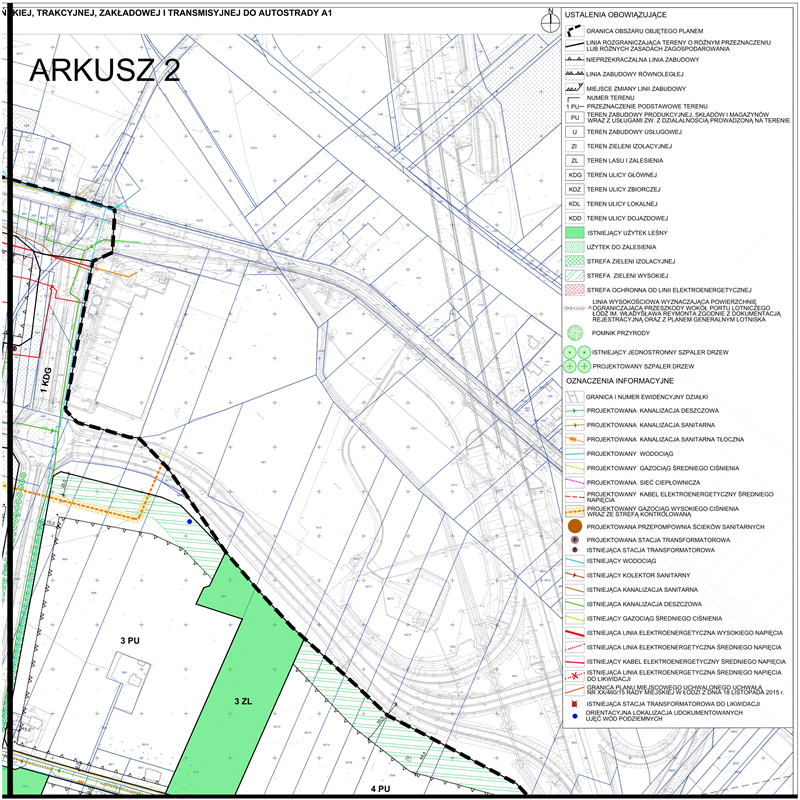 ŃSKIEJ, TRAKCYJNEJ, ZAKŁADOWEJ I TRANSMISYJNEJ DO AUTOSTRADY A1
N
ARKUSZ 2
1 KDG
3 PU
3 ZL
4 PU
USTALENIA OBOWIĄZUJĄCE
GRANICA OBSZARU OBJĘTEGO PLANEM
LINIA ROZGRANICZAJĄCA TERENY O RÓŻNYM PRZEZNACZENIU
LUB RÓŻNYCH ZASADACH ZAGOSPODAROWANIA
NIEPRZEKRACZALNA LINIA ZABUDOWY
LINIA ZABUDOWY RÓWNOLEGŁEJ
MIEJSCE ZMIANY LINII ZABUDOWY
NUMER TERENU
1 PU PRZEZNACZENIE PODSTAWOWE TERENU
PU TEREN ZABUDOWY PRODUKCYJNEJ, SKŁADÓW I MAGAZYNÓW
WRAZ Z USŁUGAMI ZW. Z DZIAŁALNOŚCIĄ PROWADZONĄ NA TERENIE
U TEREN ZABUDOWY USŁUGOWEJ
ZI TEREN ZIELENI IZOLACYJNEJ
ZL TEREN LASU I ZALESIENIA
KDG TEREN ULICY GŁÓWNEJ
KDZ TEREN ULICY ZBIORCZEJ
KDL TEREN ULICY LOKALNEJ
KDD TEREN ULICY DOJAZDOWEJ
ISTNIEJĄCY UŻYTEK LEŚNY
UŻYTEK DO ZALESIENIA
STREFA ZIELENI IZOLACYJNEJ
STREFA ZIELENI WYSOKIEJ
STREFA OCHRONNA OD LINII ELEKTROENERGETYCZNEJ
LINIA WYSOKOŚCIOWA WYZNACZAJĄCA POWIERZCHNIĘ
OGRANICZAJĄCĄ PRZESZKODY WOKÓŁ PORTU LOTNICZEGO
ŁÓDŹ IM. WŁADYSŁAWA REYMONTA ZGODNIE Z DOKUMENTACJĄ
REJESTRACYJNĄ ORAZ Z PLANEM GENERALNYM LOTNISKA
POMNIK PRZYRODY
ISTNIEJĄCY JEDNOSTRONNY SZPALER DRZEW
PROJEKTOWANY SZPALER DRZEW
OZNACZENIA INFORMACYJNE
GRANICA I NUMER EWIDENCYJNY DZIAŁKI
PROJEKTOWANA KANALIZACJA DESZCZOWA
PROJEKTOWANA KANALIZACJA SANITARNA
PROJEKTOWANA KANALIZACJA SANITARNA TŁOCZNA
PROJEKTOWANY WODOCIĄG
PROJEKTOWANY GAZOCIĄG ŚREDNIEGO CIŚNIENIA
PROJEKTOWANA SIEĆ CIEPŁOWNICZA
PROJEKTOWANY KABEL ELEKTROENERGETYCZNY ŚREDNIEGO
NAPIĘCIA
PROJEKTOWANY GAZOCIĄG WYSOKIEGO CIŚNIENIA
WRAZ ZE STREFĄ KONTROLOWANĄ
PROJEKTOWANA PRZEPOMPOWNIA ŚCIEKÓW SANITARNYCH
PROJEKTOWANA STACJA TRANSFORMATOROWA
ISTNIEJĄCA STACJA TRANSFORMATOROWA
ISTNIEJĄCY WODOCIĄG
ISTNIEJĄCY KOLEKTOR SANITARNY
ISTNIEJĄCA KANALIZACJA SANITARNA
ISTNIEJĄCA KANALIZACJA DESZCZOWA
ISTNIEJĄCY GAZOCIĄG ŚREDNIEGO CIŚNIENIA
ISTNIEJĄCA LINIA ELEKTROENERGETYCZNA WYSOKIEGO NAPIĘCIA
ISTNIEJĄCA LINIA ELEKTROENERGETYCZNA ŚREDNIEGO NAPIĘCIA
ISTNIEJĄCY KABEL ELEKTROENERGETYCZNY ŚREDNIEGO NAPIĘCIA
ISTNIEJĄCA LINIA ELEKTROENERGETYCZNA ŚREDNIEGO NAPIĘCIA
DO LIKWIDACJI
GRANICA PLANU MIEJSCOWEGO UCHWALONEGO UCHWAŁĄ
NR XX/460/15 RADY MIEJSKIEJ W ŁODZI Z DNIA 18 LISTOPADA 2015 r.
ISTNIEJĄCA STACJA TRANSFORMATOROWA DO LIKWIDACJI
ORIENTACYJNA LOKALIZACJA UDOKUMENTOWANYCH
UJĘĆ WÓD PODZIEMNYCH